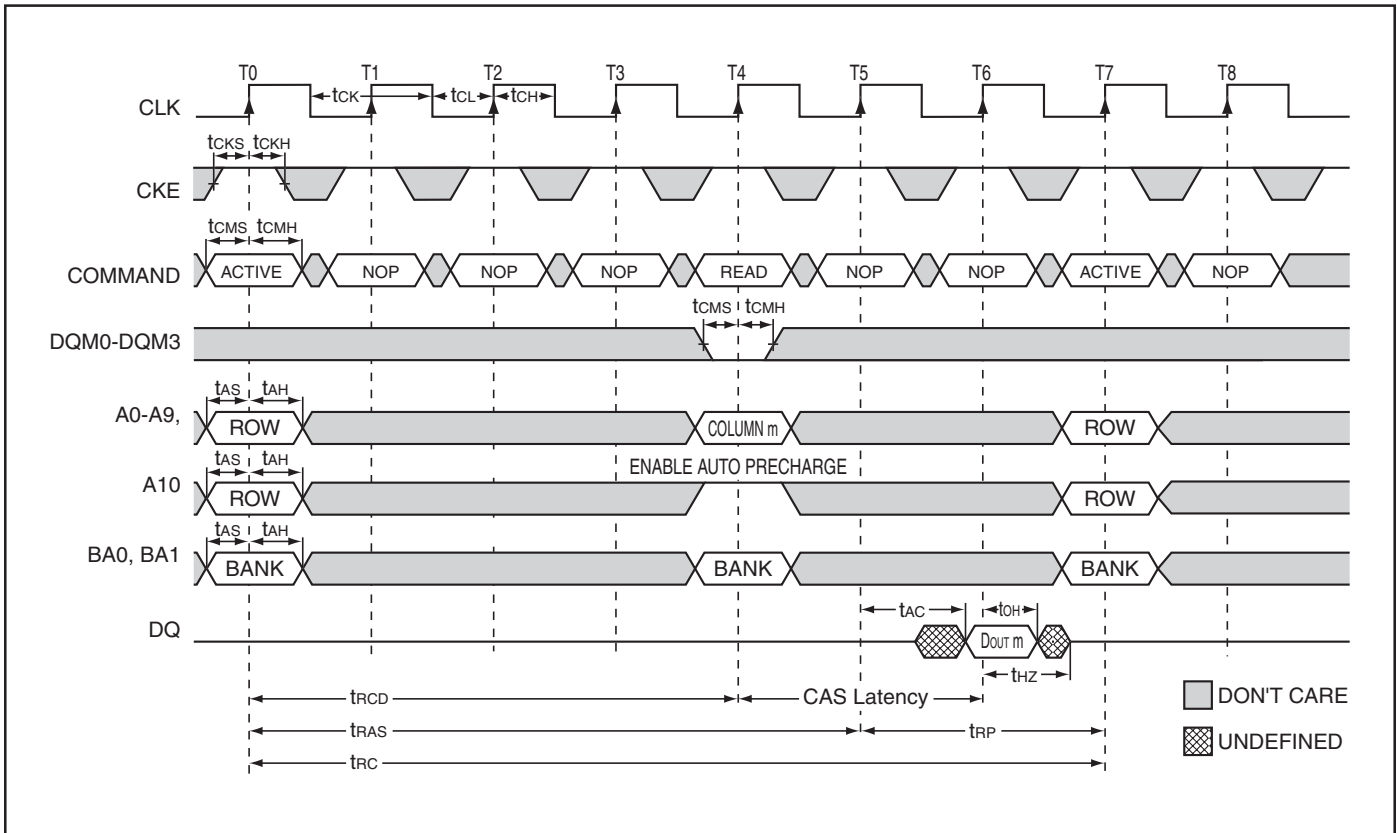 T0 T1 T2 T3 T4 T5 T6 T7 T8
CLK tCK tCL tCH
tCKS tCKH
CKE
tCMS tCMH
COMMAND ACTIVE NOP NOP NOP READ NOP NOP ACTIVE NOP
tCMS tCMH
DQM0-DQM3
tAS tAH
A0-A9, ROW COLUMN m ROW
tAS tAH ENABLE AUTO PRECHARGE
A10 ROW ROW
tAS tAH
BA0, BA1 BANK BANK BANK
tAC tOH
DQ DOUT m
tHZ
tRCD CAS Latency DON'T CARE
tRAS tRP UNDEFINED
tRC